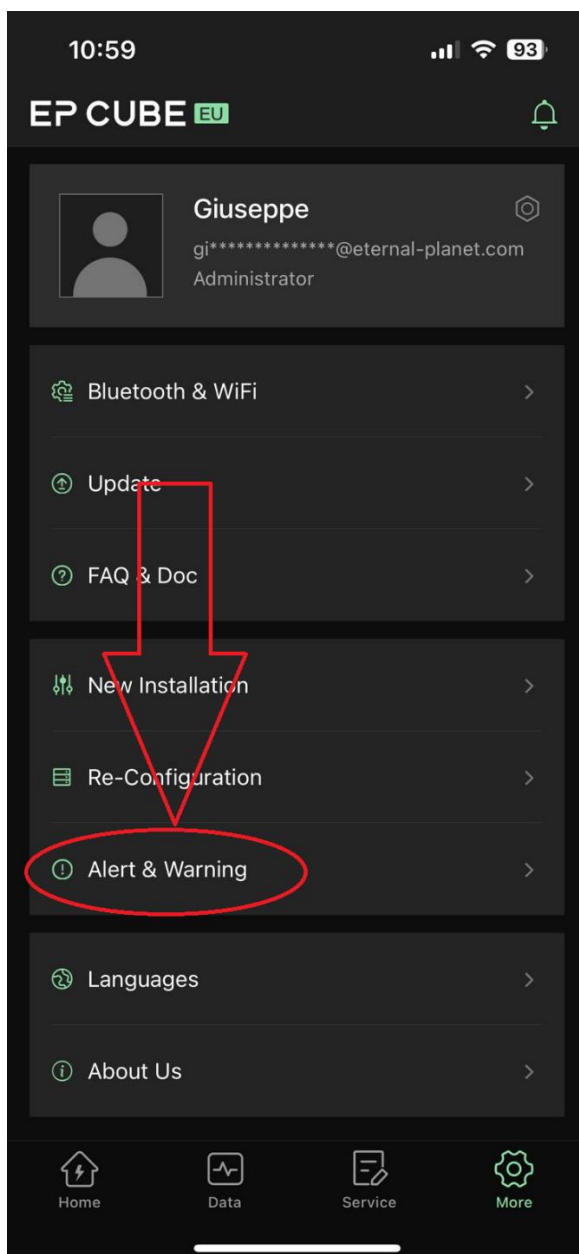 10:59
93
EP CUBE EU
Giuseppe
gi**************@eternal-planet.com
Administrator
Bluetooth & WiFi
Update
FAQ & Doc
New Installation
Re-Configuration
Alert & Warning
Languages
About Us
Home Data Service More